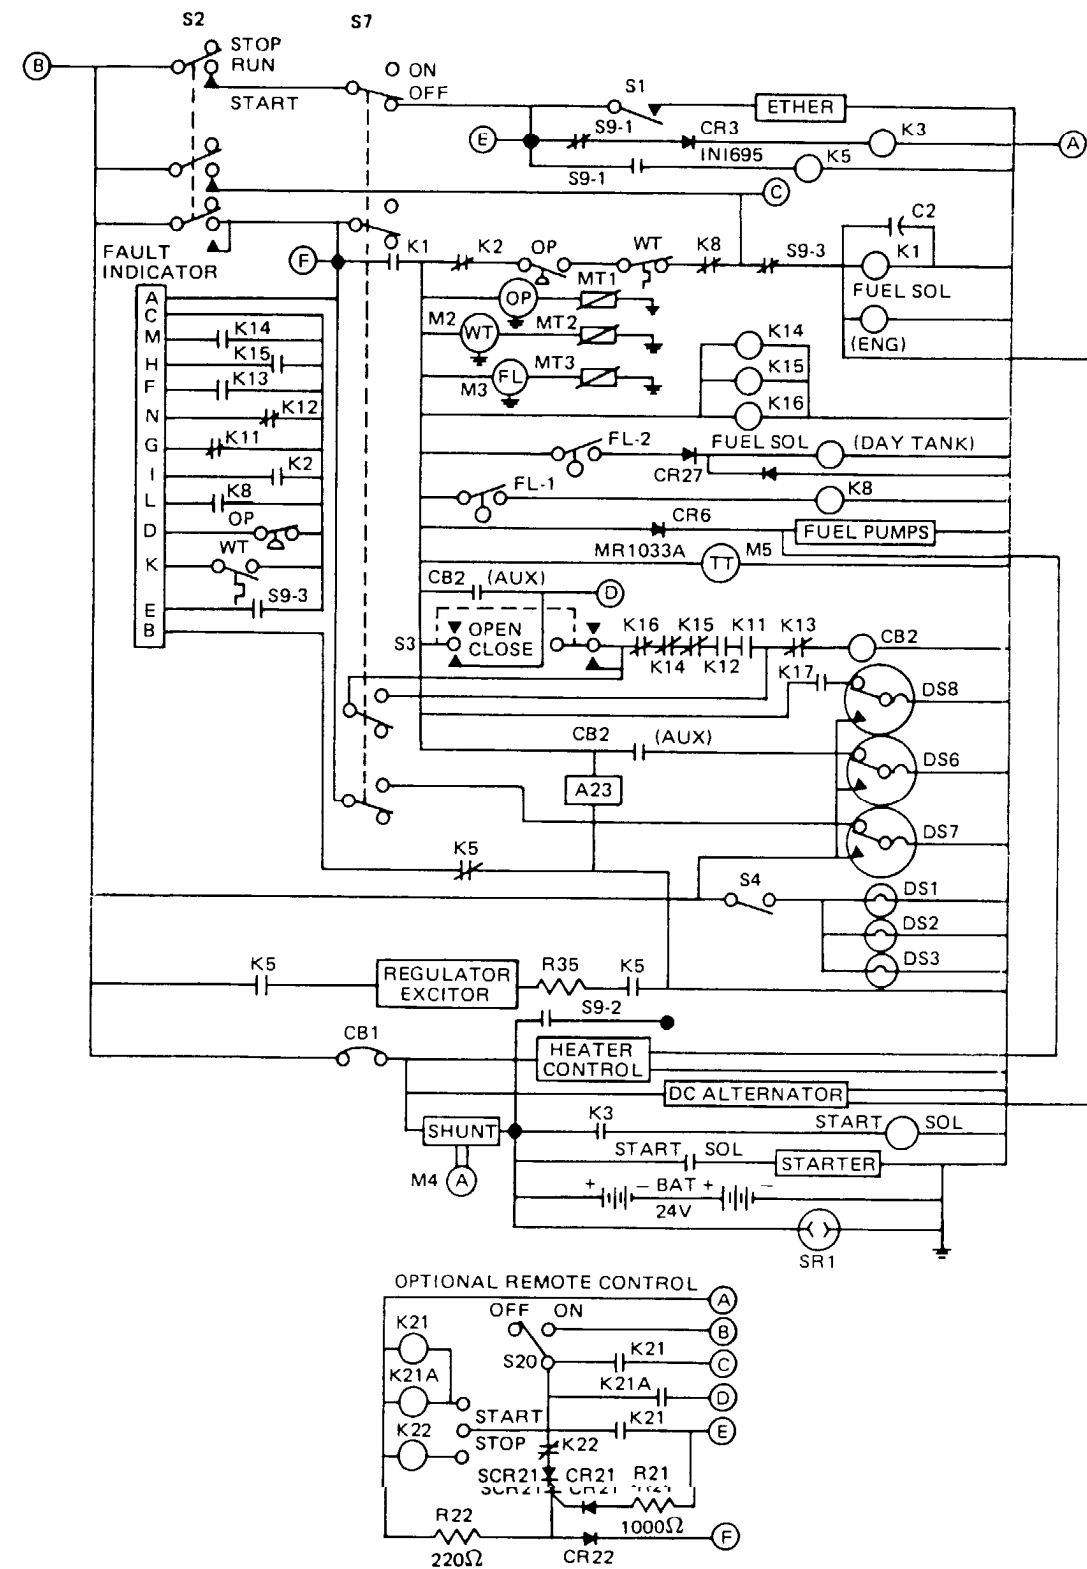 S2 S7
B
STOP
RUN
START
ON
OFF
S1
ETHER
E
S9-1
CR3
K3
A
S9-1
INI695
K5
C
F
K1
K2
OP
WT
K8
S9-3
C2
K1
FUEL SOL
(ENG)
FAULT
INDICATOR
A
C
M K14
H K15
F K13
N K12
G K11
I K2
L K8
D OP
K WT
E S9-3
B
OP
MT1
M2
WT
MT2
M3
FL
MT3
K14
K15
K16
FL-2
CR27
FUEL SOL
(DAY TANK)
FL-1
K8
CR6
FUEL PUMPS
MR1033A
TT
M5
CB2 (AUX)
D
S3
OPEN
CLOSE
K16 K15 K11 K13
K14 K12
CB2
K17
DS8
CB2 (AUX)
DS6
A23
DS7
K5
S4
DS1
DS2
DS3
K5
REGULATOR
EXCITOR
R35
K5
S9-2
CB1
HEATER
CONTROL
DC ALTERNATOR
SHUNT
K3
START SOL
M4
A
START SOL
STARTER
+ – BAT + –
24V
SR1
OPTIONAL REMOTE CONTROL
A
OFF ON
K21
B
S20
K21
C
K21A
K21A
D
START
K21
E
K22
STOP
K22
SCR21 CR21 R21
SCR21 CR21 R21
1000Ω
R22
220Ω
CR22
F